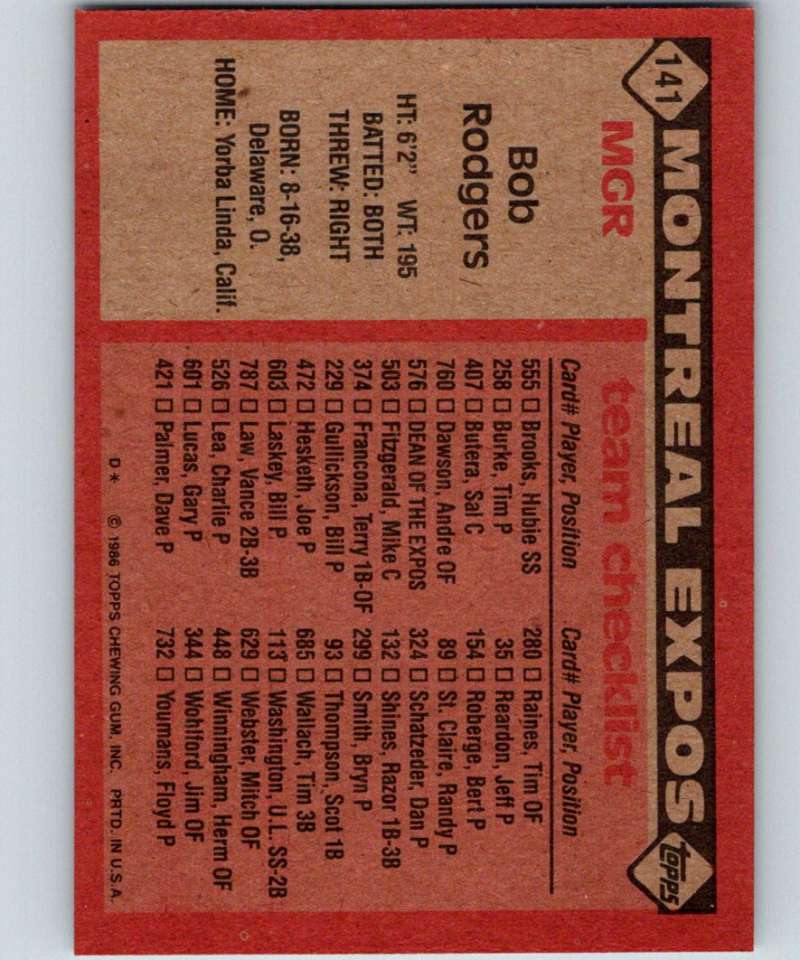 141
MONTREAL EXPOS
TOPPS
MGR
Bob
Rodgers
HT: 6'2" WT: 195
BATTED: BOTH
THREW: RIGHT
BORN: 8-16-38,
Delaware, O.
HOME: Yorba Linda, Calif.
team checklist
Card# Player, Position
555 □ Brooks, Hubie SS
258 □ Burke, Tim P
407 □ Butera, Sal C
760 □ Dawson, Andre OF
576 □ DEAN OF THE EXPOS
503 □ Fitzgerald, Mike C
374 □ Francona, Terry 1B-OF
229 □ Gullickson, Bill P
472 □ Hesketh, Joe P
603 □ Laskey, Bill P
787 □ Law, Vance 2B-3B
526 □ Lea, Charlie P
601 □ Lucas, Gary P
421 □ Palmer, Dave P
Card# Player, Position
280 □ Raines, Tim OF
35 □ Reardon, Jeff P
154 □ Roberge, Bert P
89 □ St. Claire, Randy P
324 □ Schatzeder, Dan P
132 □ Shines, Razor 1B-3B
299 □ Smith, Bryn P
93 □ Thompson, Scot 1B
685 □ Wallach, Tim 3B
113 □ Washington, U.L. SS-2B
629 □ Webster, Mitch OF
448 □ Winningham, Herm OF
344 □ Wohlford, Jim OF
732 □ Youmans, Floyd P
D* © 1986 TOPPS CHEWING GUM, INC. PRTD. IN U.S.A.